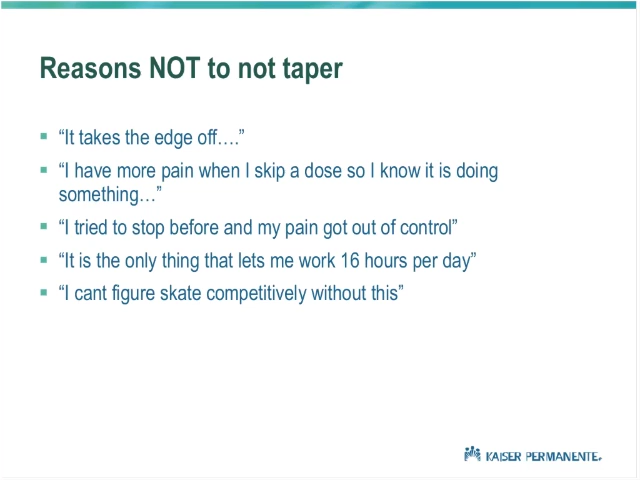 Reasons NOT to not taper
“It takes the edge off….”
“I have more pain when I skip a dose so I know it is doing
something…”
“I tried to stop before and my pain got out of control”
“It is the only thing that lets me work 16 hours per day”
“I cant figure skate competitively without this”
KAISER PERMANENTE.